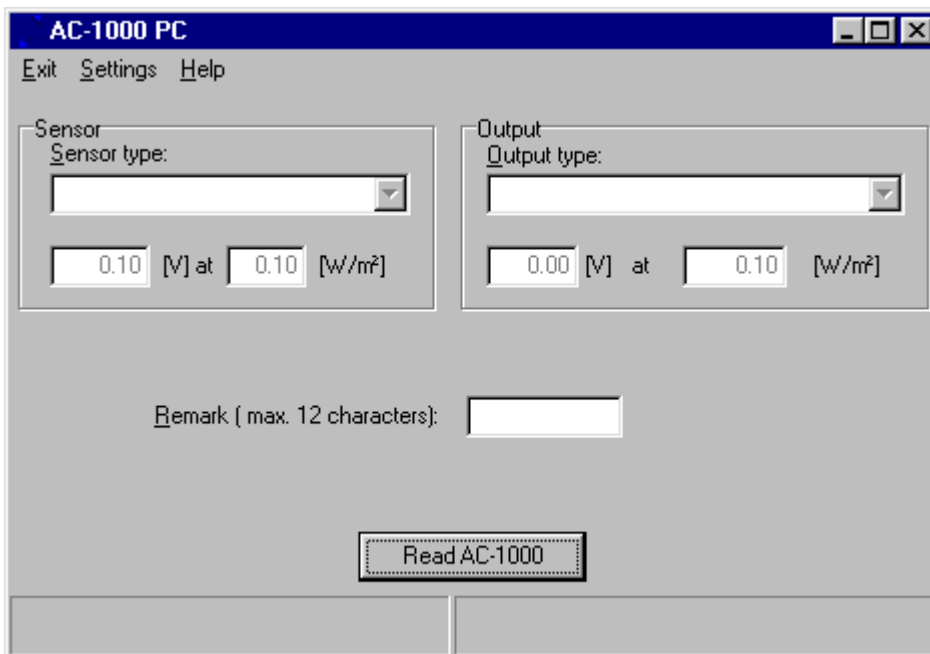 AC-1000 PC
Exit Settings Help
Sensor
Sensor type:
0.10 [V] at 0.10 [W/m²]
Output
Output type:
0.00 [V] at 0.10 [W/m²]
Remark ( max. 12 characters):
Read AC-1000